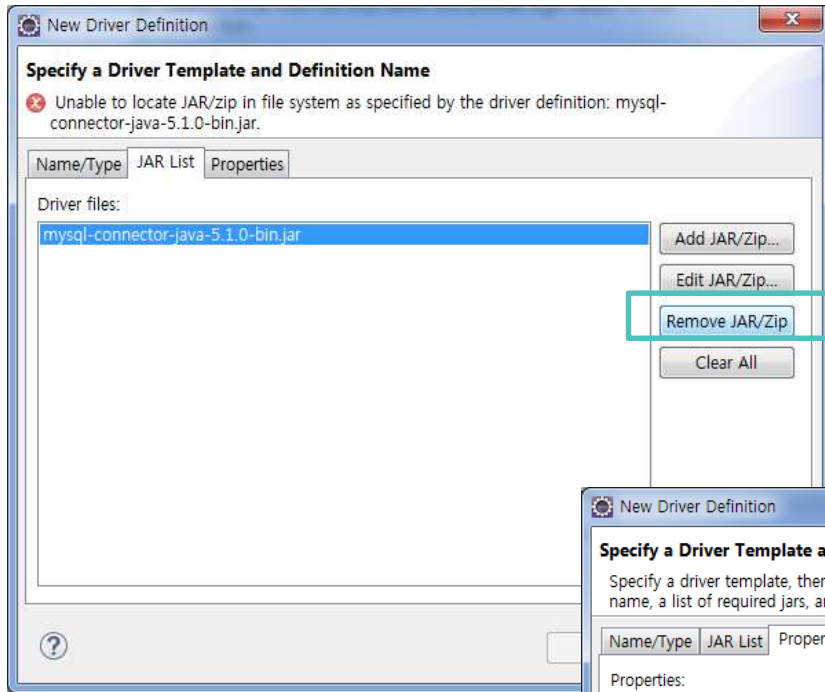 New Driver Definition
x
Specify a Driver Template and Definition Name
Unable to locate JAR/zip in file system as specified by the driver definition: mysql-
connector-java-5.1.0-bin.jar.
Name/Type JAR List Properties
Driver files:
mysql-connector-java-5.1.0-bin.jar
Add JAR/Zip...
Edit JAR/Zip...
Remove JAR/Zip
Clear All
?
New Driver Definition
Specify a Driver Template a
Specify a driver template, then
name, a list of required jars, a
Name/Type JAR List Proper
Properties: